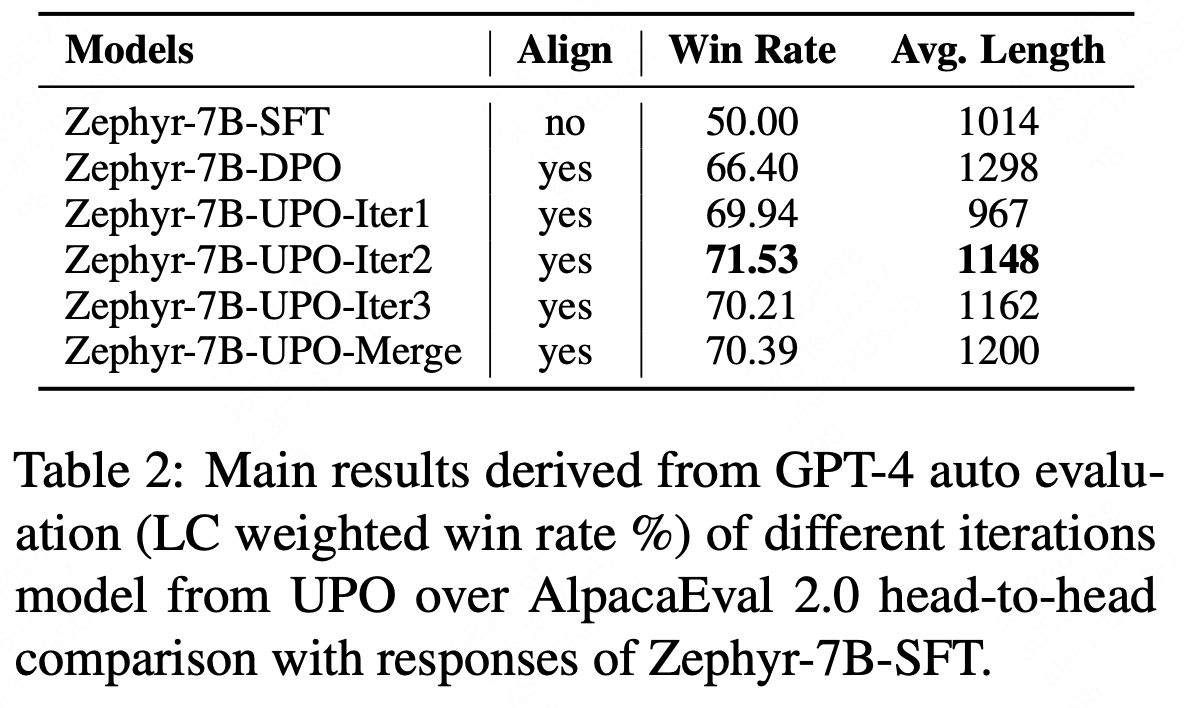 Models Align Win Rate Avg. Length
Zephyr-7B-SFT no 50.00 1014
Zephyr-7B-DPO yes 66.40 1298
Zephyr-7B-UPO-Iter1 yes 69.94 967
Zephyr-7B-UPO-Iter2 yes 71.53 1148
Zephyr-7B-UPO-Iter3 yes 70.21 1162
Zephyr-7B-UPO-Merge yes 70.39 1200
Table 2: Main results derived from GPT-4 auto evalu-
ation (LC weighted win rate %) of different iterations
model from UPO over AlpacaEval 2.0 head-to-head
comparison with responses of Zephyr-7B-SFT.